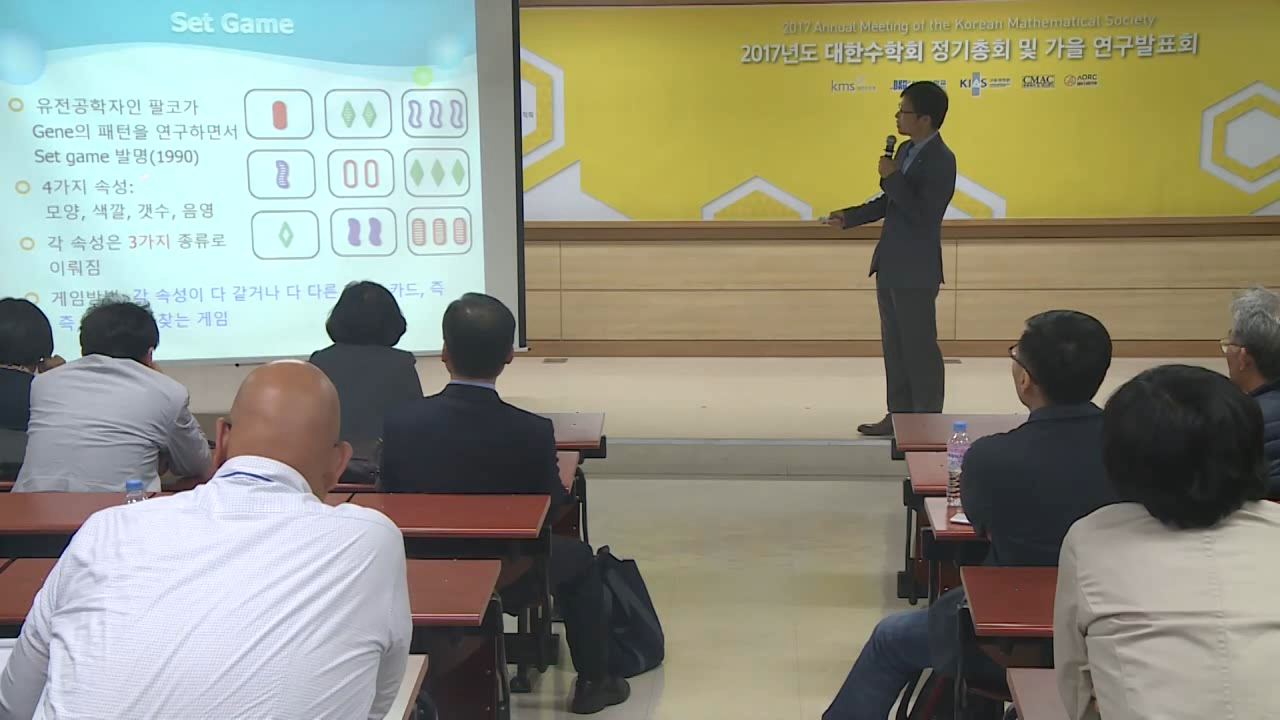 Set Game
유전공학자인 팔코가
Gene의 패턴을 연구하면서
Set game 발명(1990)
4가지 속성:
모양, 색깔, 갯수, 음영
각 속성은 3가지 종류로
이뤄짐
게임방법: 각 속성이 다 같거나 다 다른 카드, 즉
즉 찾는 게임
2017 Annual Meeting of the Korean Mathematical Society
2017년도 대한수학회 정기총회 및 가을 연구발표회
kms
KIAS
CMAC
AORC